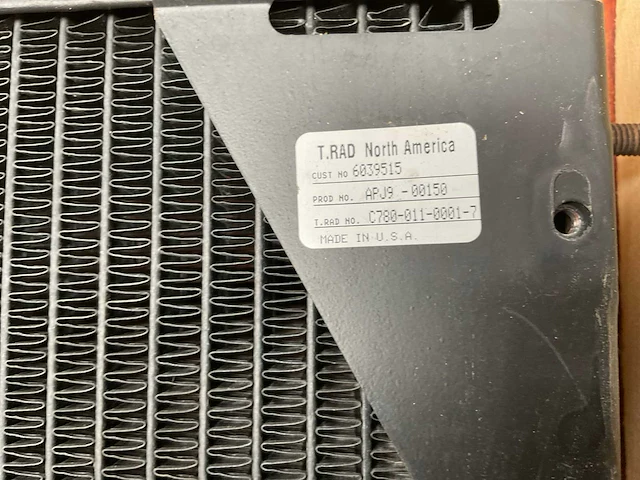 T.RAD North America
CUST NO 6039515
PROD NO. APJ9 -00150
T.RAD NO. C780-011-0001-7
MADE IN U.S.A.